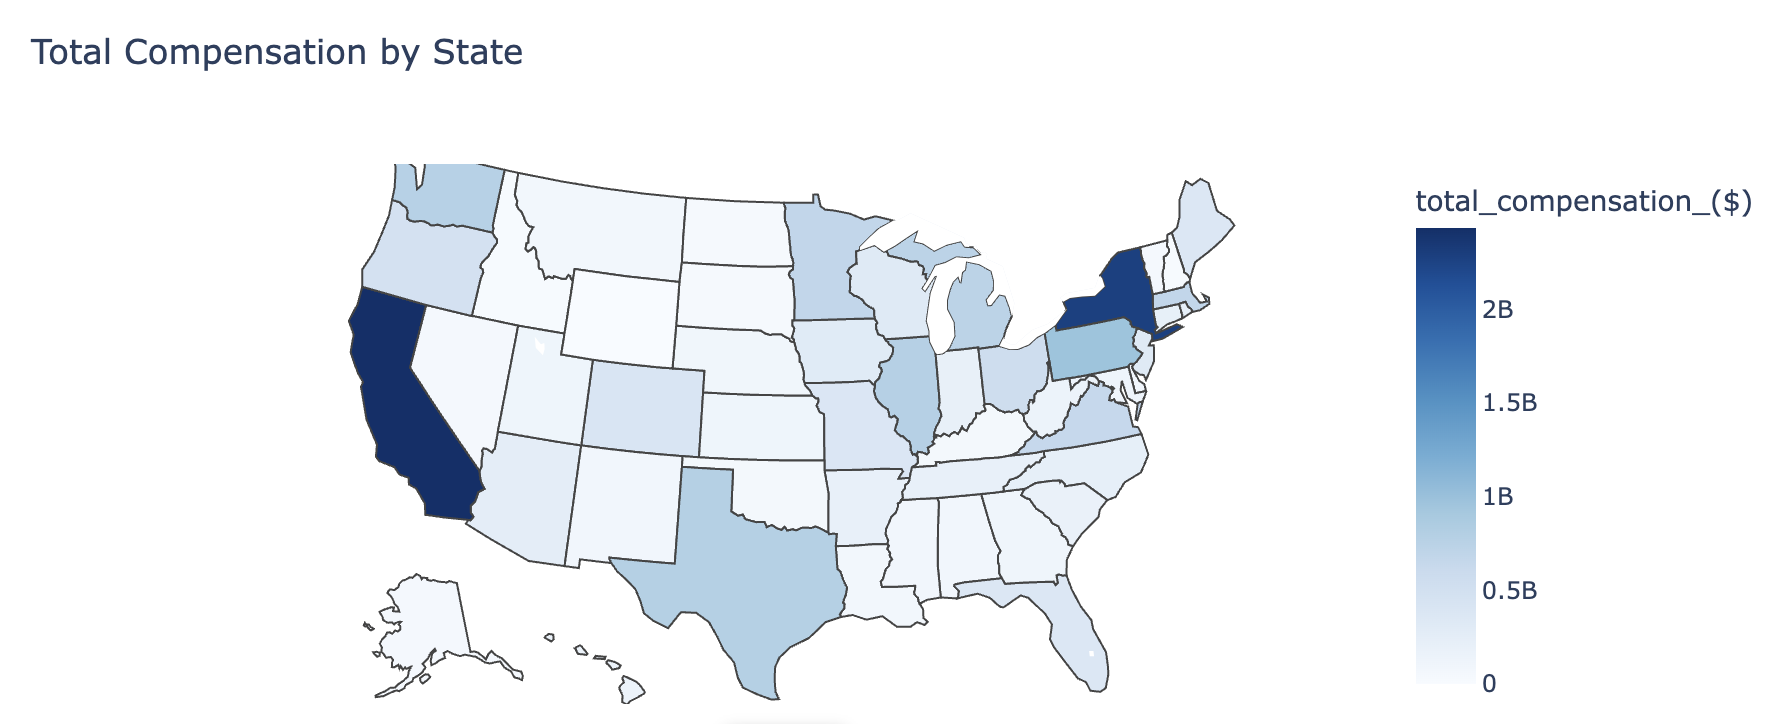 Total Compensation by State
total_compensation_($)
2B
1.5B
1B
0.5B
0